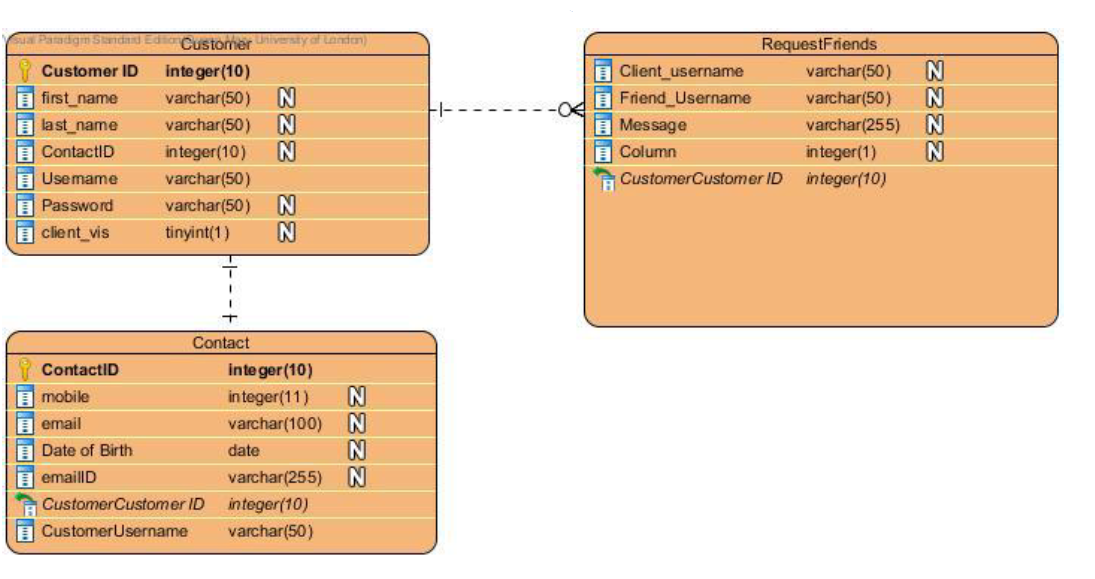 Visual Paradigm Standard Edition(Queen Mary, University of London)
Customer
Customer ID integer(10)
first_name varchar(50) N
last_name varchar(50) N
ContactID integer(10) N
Username varchar(50)
Password varchar(50) N
client_vis tinyint(1) N
RequestFriends
Client_username varchar(50) N
Friend_Username varchar(50) N
Message varchar(255) N
Column integer(1) N
CustomerCustomer ID integer(10)
Contact
ContactID integer(10)
mobile integer(11) N
email varchar(100) N
Date of Birth date N
emailID varchar(255) N
CustomerCustomer ID integer(10)
CustomerUsername varchar(50)